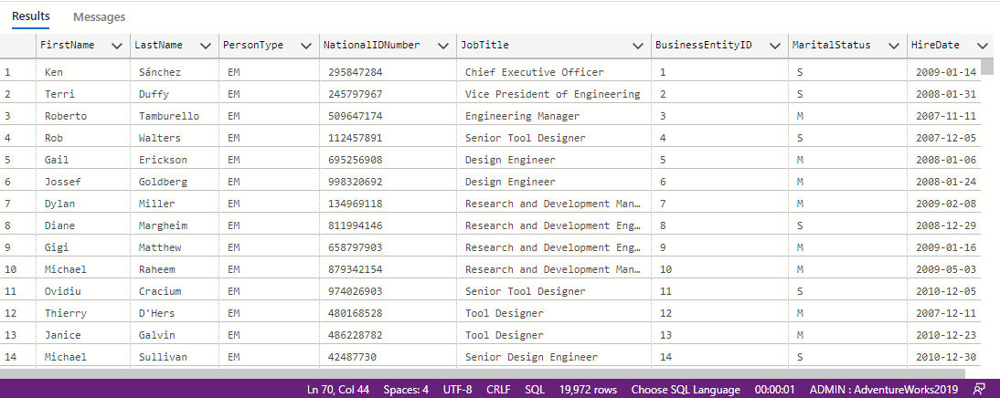 Results Messages
FirstName LastName PersonType NationalIDNumber JobTitle BusinessEntityID MaritalStatus HireDate
1 Ken Sánchez EM 295847284 Chief Executive Officer 1 S 2009-01-14
2 Terri Duffy EM 245797967 Vice President of Engineering 2 S 2008-01-31
3 Roberto Tamburello EM 509647174 Engineering Manager 3 M 2007-11-11
4 Rob Walters EM 112457891 Senior Tool Designer 4 S 2007-12-05
5 Gail Erickson EM 695256908 Design Engineer 5 M 2008-01-06
6 Jossef Goldberg EM 998320692 Design Engineer 6 M 2008-01-24
7 Dylan Miller EM 134969118 Research and Development Man… 7 M 2009-02-08
8 Diane Margheim EM 811994146 Research and Development Eng… 8 S 2008-12-29
9 Gigi Matthew EM 658797903 Research and Development Eng… 9 M 2009-01-16
10 Michael Raheem EM 879342154 Research and Development Man… 10 M 2009-05-03
11 Ovidiu Cracium EM 974026903 Senior Tool Designer 11 S 2010-12-05
12 Thierry D'Hers EM 480168528 Tool Designer 12 M 2007-12-11
13 Janice Galvin EM 486228782 Tool Designer 13 M 2010-12-23
14 Michael Sullivan EM 42487730 Senior Design Engineer 14 S 2010-12-30
Ln 70, Col 44 Spaces: 4 UTF-8 CRLF SQL 19,972 rows Choose SQL Language 00:00:01 ADMIN : AdventureWorks2019